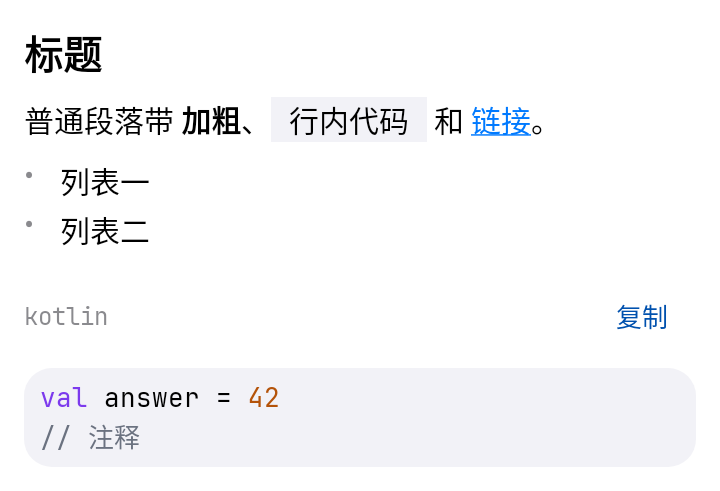 标题
普通段落带 加粗、 行内代码 和 链接。
• 列表一
• 列表二
kotlin 复制
val answer = 42
// 注释